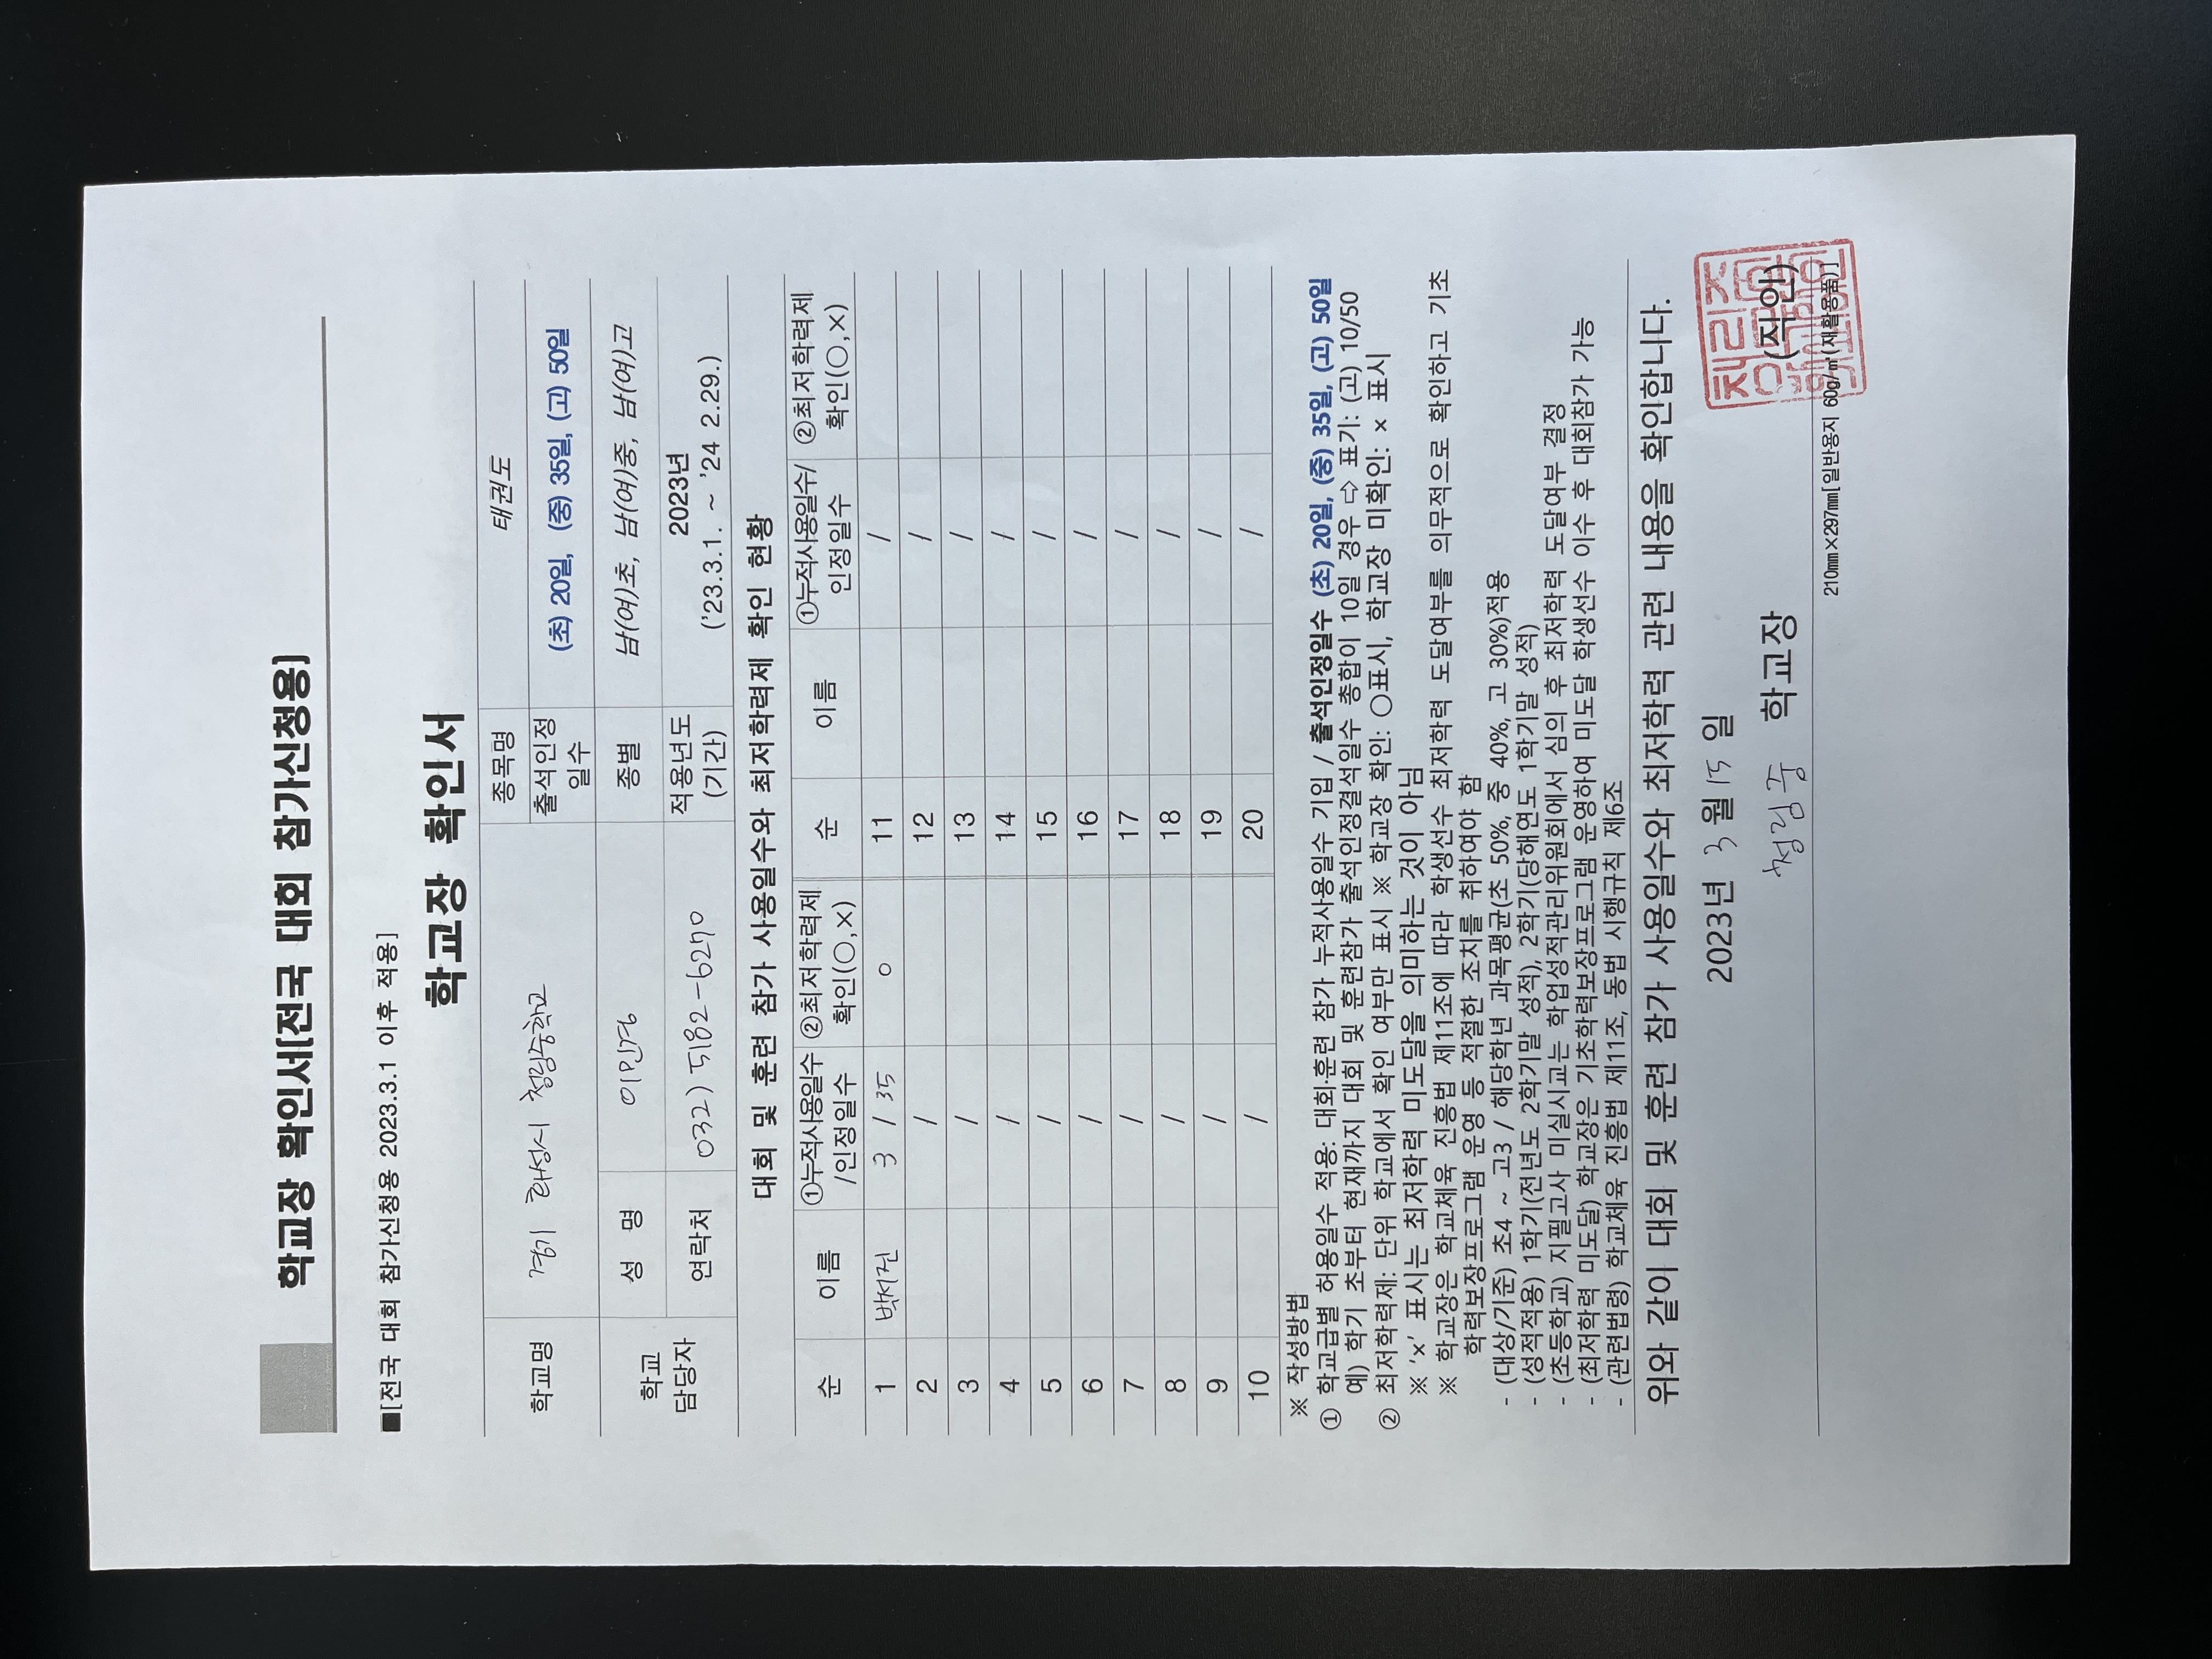 학교장 확인서[전국 대회 참가신청용]
■[전국 대회 참가신청용 2023.3.1 이후 적용]
학교장 확인서
학교명 경기 화성시 청림중학교 종목명 태권도
출석인정 일수 (초) 20일, (중) 35일, (고) 50일
학교 담당자 성 명 이민경 종별 남(여)초, 남(여)중, 남(여)고
연락처 032) 5182-6270 적용년도 (기간) 2023년 ('23.3.1. ~ '24 2.29.)
대회 및 훈련 참가 사용일수와 최저학력제 확인 현황
순 이름 ①누적사용일수 /인정일수 ②최저학력제 확인(○,×) 순 이름 ①누적사용일수/ 인정일수 ②최저학력제 확인(○,×)
1 3 / 35 ○ 11 /
2 / 12 /
3 / 13 /
4 / 14 /
5 / 15 /
6 / 16 /
7 / 17 /
8 / 18 /
9 / 19 /
10 / 20 /
※ 작성방법
① 학교급별 허용일수 적용: 대회·훈련 참가 누적사용일수 기입 / 출석인정일수 (초) 20일, (중) 35일, (고) 50일
예) 학기 초부터 현재까지 대회 및 훈련참가 출석인정결석일수 총합이 10일 경우 ⇨ 표기: (고) 10/50
② 최저학력제: 단위 학교에서 확인 여부만 표시 ※ 학교장 확인: ○표시, 학교장 미확인: × 표시
※ '×' 표시는 최저학력 미도달을 의미하는 것이 아님
※ 학교장은 학교체육 진흥법 제11조에 따라 학생선수 최저학력 도달여부를 의무적으로 확인하고 기초
학력보장프로그램 운영 등 적절한 조치를 취하여야 함
- (대상/기준) 초4 ~ 고3 / 해당학년 과목평균(초 50%, 중 40%, 고 30%)적용
- (성적적용) 1학기(전년도 2학기말 성적), 2학기(당해연도 1학기말 성적)
- (초등학교) 지필고사 미실시교는 학업성적관리위원회에서 심의 후 최저학력 도달여부 결정
- (최저학력 미도달) 학교장은 기초학력보장프로그램 운영하여 미도달 학생선수 이수 후 대회참가 가능
- (관련법령) 학교체육 진흥법 제11조, 동법 시행규칙 제6조
위와 같이 대회 및 훈련 참가 사용일수와 최저학력 관련 내용을 확인합니다.
2023년 3 월 15 일
청림중 학교장 (직인)
210㎜×297㎜[일반용지 60g/㎡(재활용품)]